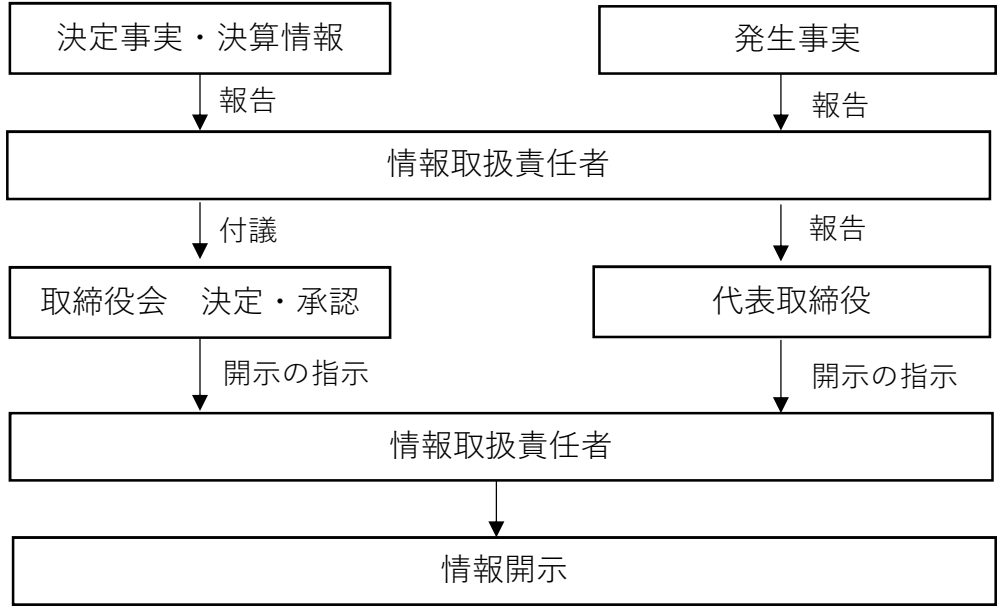 決定事実・決算情報
発生事実
報告
報告
情報取扱責任者
付議
報告
取締役会　決定・承認
代表取締役
開示の指示
開示の指示
情報取扱責任者
情報開示